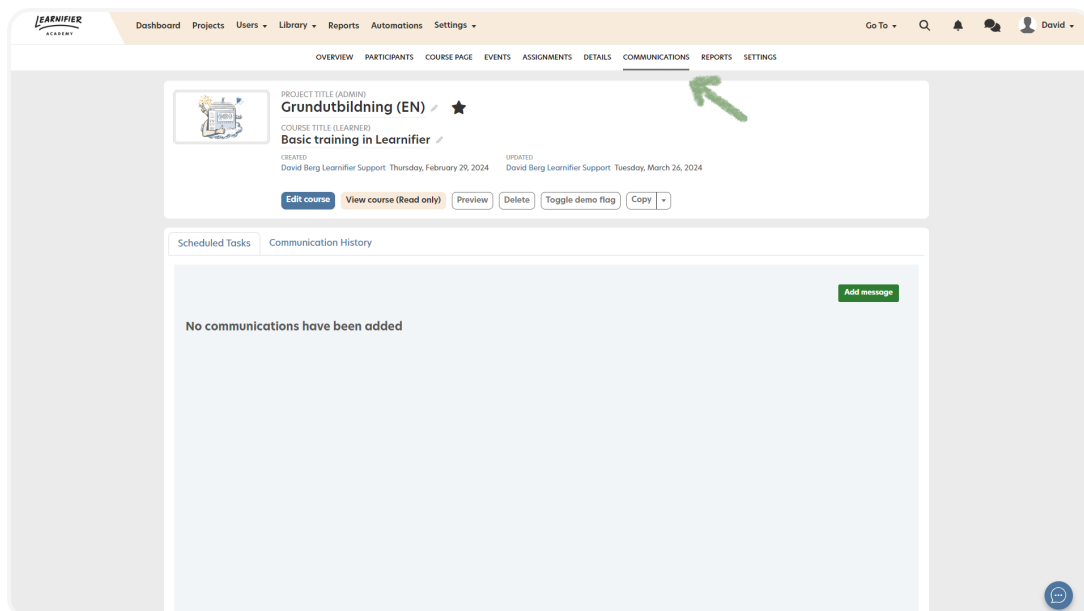 LEARNIFIER
ACADEMY
Dashboard Projects Users Library Reports Automations Settings Go To David
OVERVIEW PARTICIPANTS COURSE PAGE EVENTS ASSIGNMENTS DETAILS COMMUNICATIONS REPORTS SETTINGS
PROJECT TITLE (ADMIN)
Grundutbildning (EN)
COURSE TITLE (LEARNER)
Basic training in Learnifier
CREATED UPDATED
David Berg Learnifier Support Thursday, February 29, 2024 David Berg Learnifier Support Tuesday, March 26, 2024
Edit course View course (Read only) Preview Delete Toggle demo flag Copy
Scheduled Tasks Communication History
Add message
No communications have been added